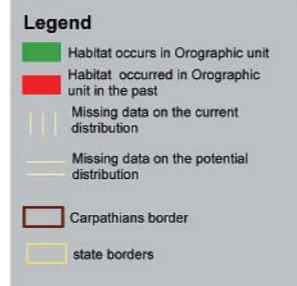 Legend
Habitat occurs in Orographic unit
Habitat occurred in Orographic
unit in the past
Missing data on the current
distribution
Missing data on the potential
distribution
Carpathians border
state borders